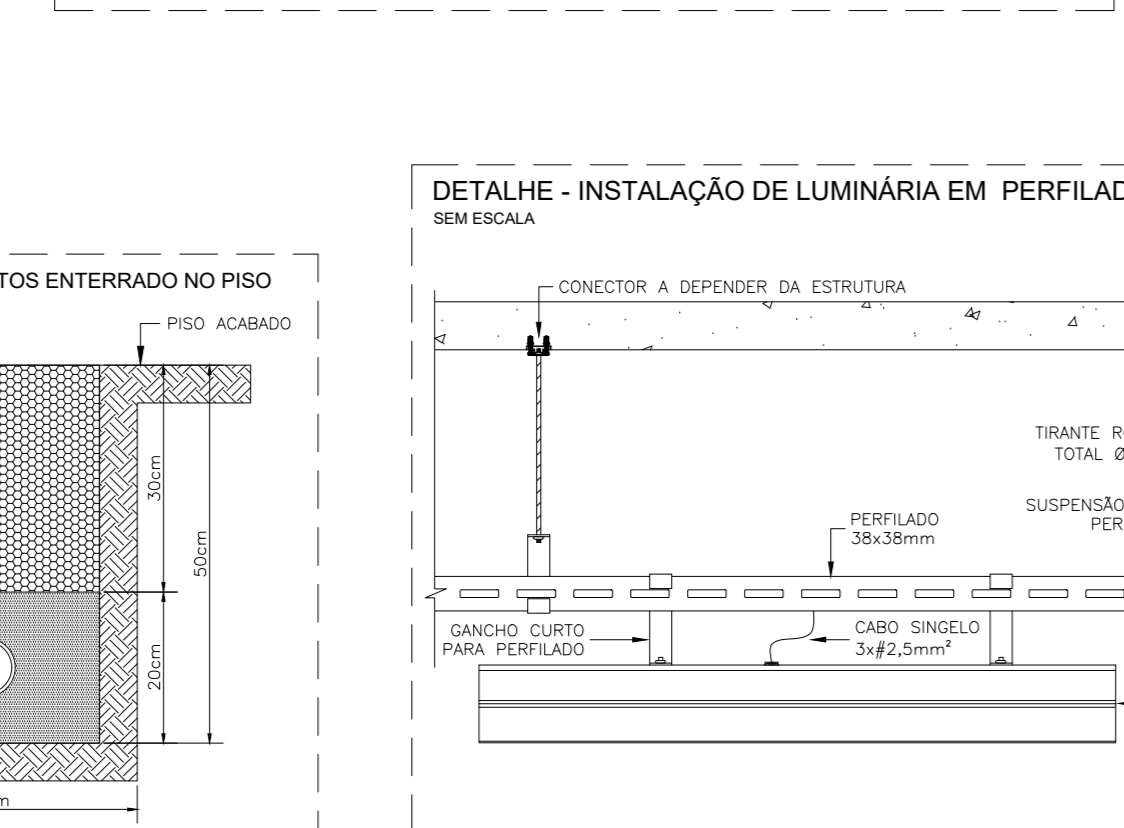 TOS ENTERRADO NO PISO
PISO ACABADO
30cm
50cm
20cm
m
DETALHE - INSTALAÇÃO DE LUMINÁRIA EM PERFILAD
SEM ESCALA
CONECTOR A DEPENDER DA ESTRUTURA
TIRANTE R
TOTAL Ø
SUSPENSÃO
PER
PERFILADO
38x38mm
GANCHO CURTO
PARA PERFILADO
CABO SINGELO
3x#2,5mm²